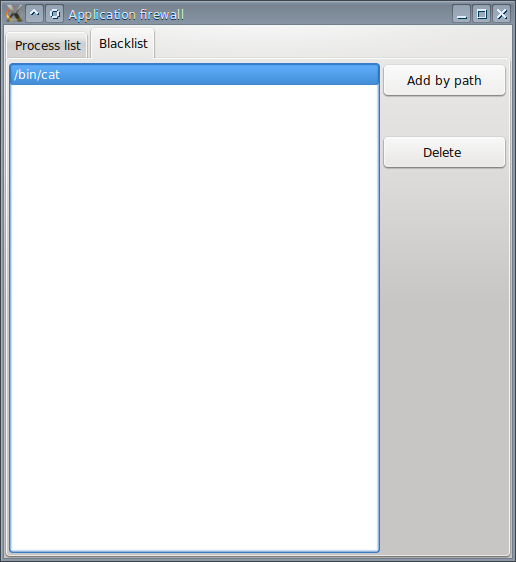 Application firewall
Process list
Blacklist
/bin/cat
Add by path
Delete